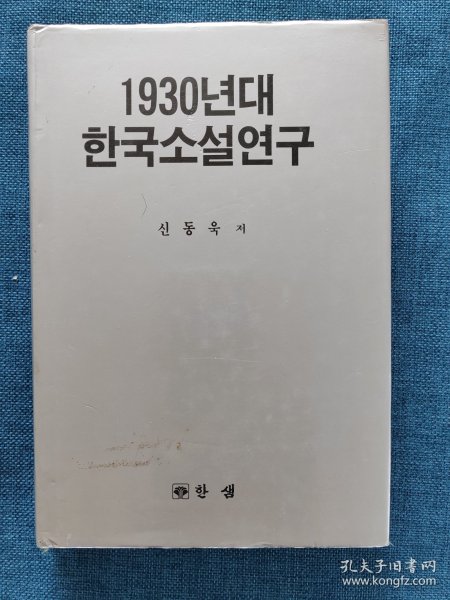 1930년대
한국소설연구
신동욱 저
한샘
孔夫子旧书网
www.kongfz.com